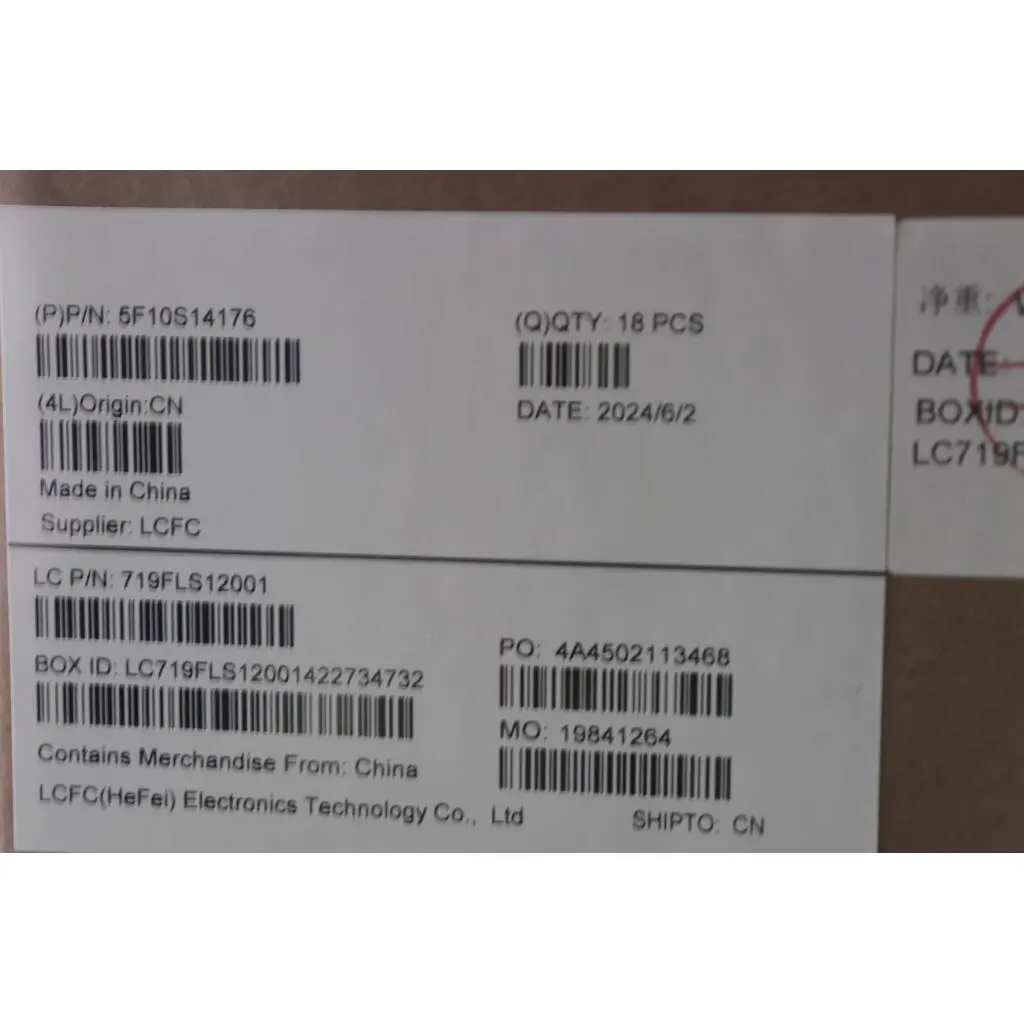 (P)P/N: 5F10S14176
(Q)QTY: 18 PCS
(4L)Origin:CN
DATE: 2024/6/2
Made in China
Supplier: LCFC
LC P/N: 719FLS12001
BOX ID: LC719FLS12001422734732
PO: 4A4502113468
MO: 19841264
Contains Merchandise From: China
LCFC(HeFei) Electronics Technology Co., Ltd
SHIPTO: CN
净重:
DATE
BOXID
LC719F